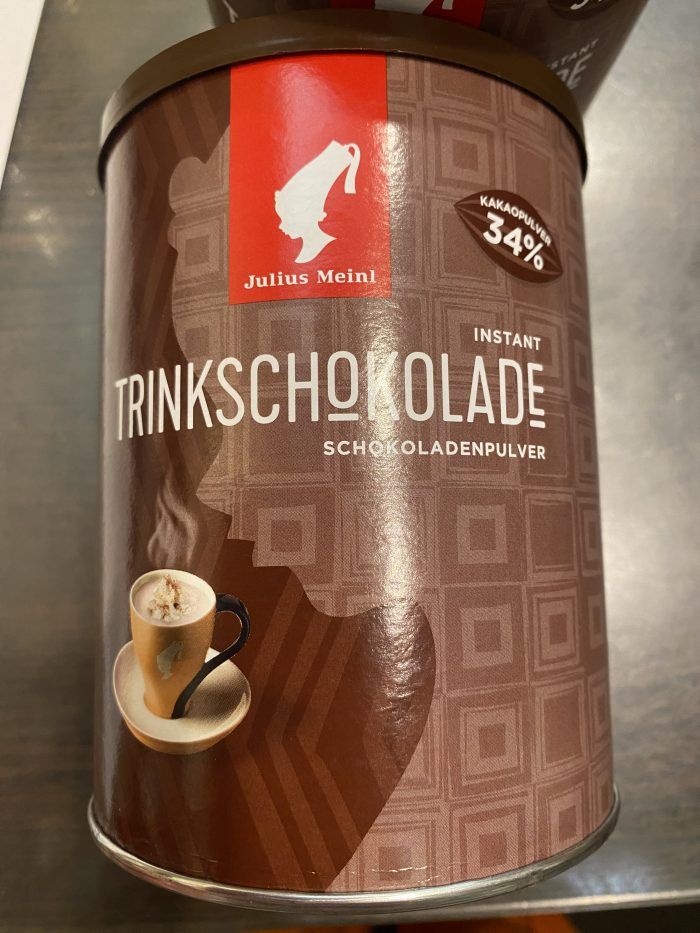 Julius Meinl
KAKAOPULVER
34%
INSTANT
TRINKSCHOKOLADE
SCHOKOLADENPULVER